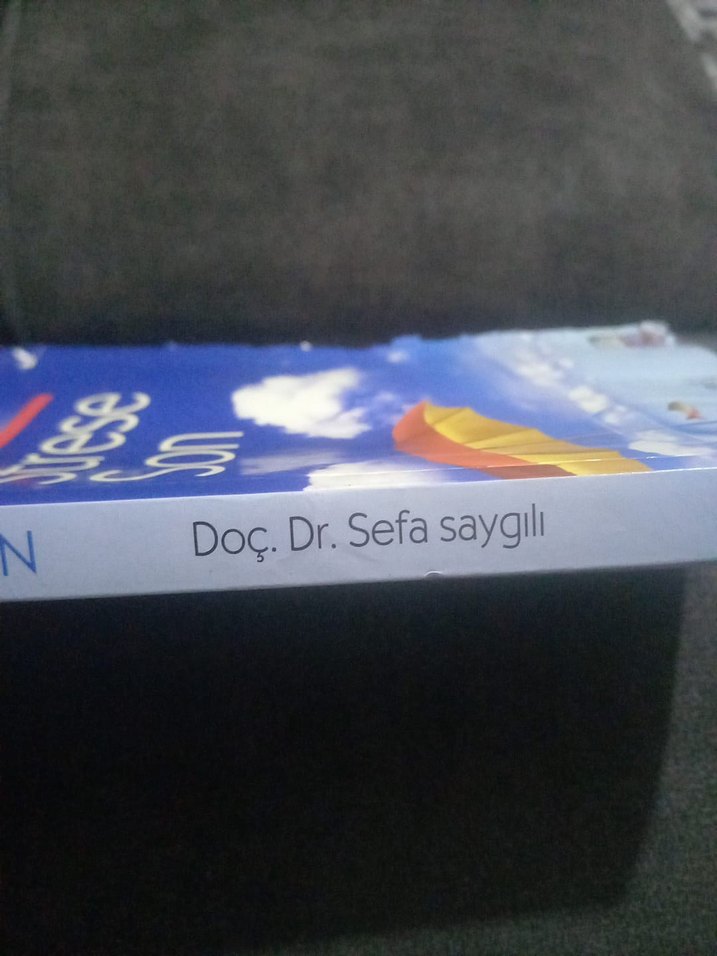 Strese
Son
N
Doç. Dr. Sefa saygılı